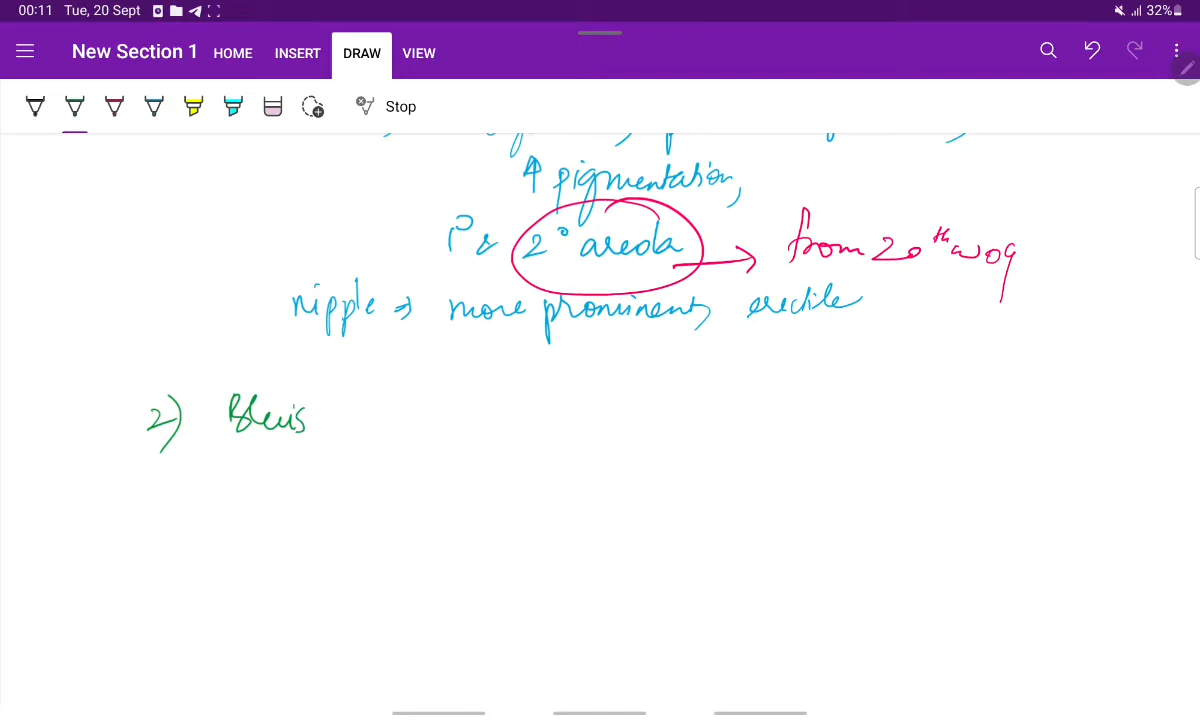 00:11 Tue, 20 Sept 32%
New Section 1 HOME INSERT DRAW VIEW
Stop
↑ pigmentation,
1° & 2° areola → from 20th wog
nipple → more prominent, erectile
2) Bluis